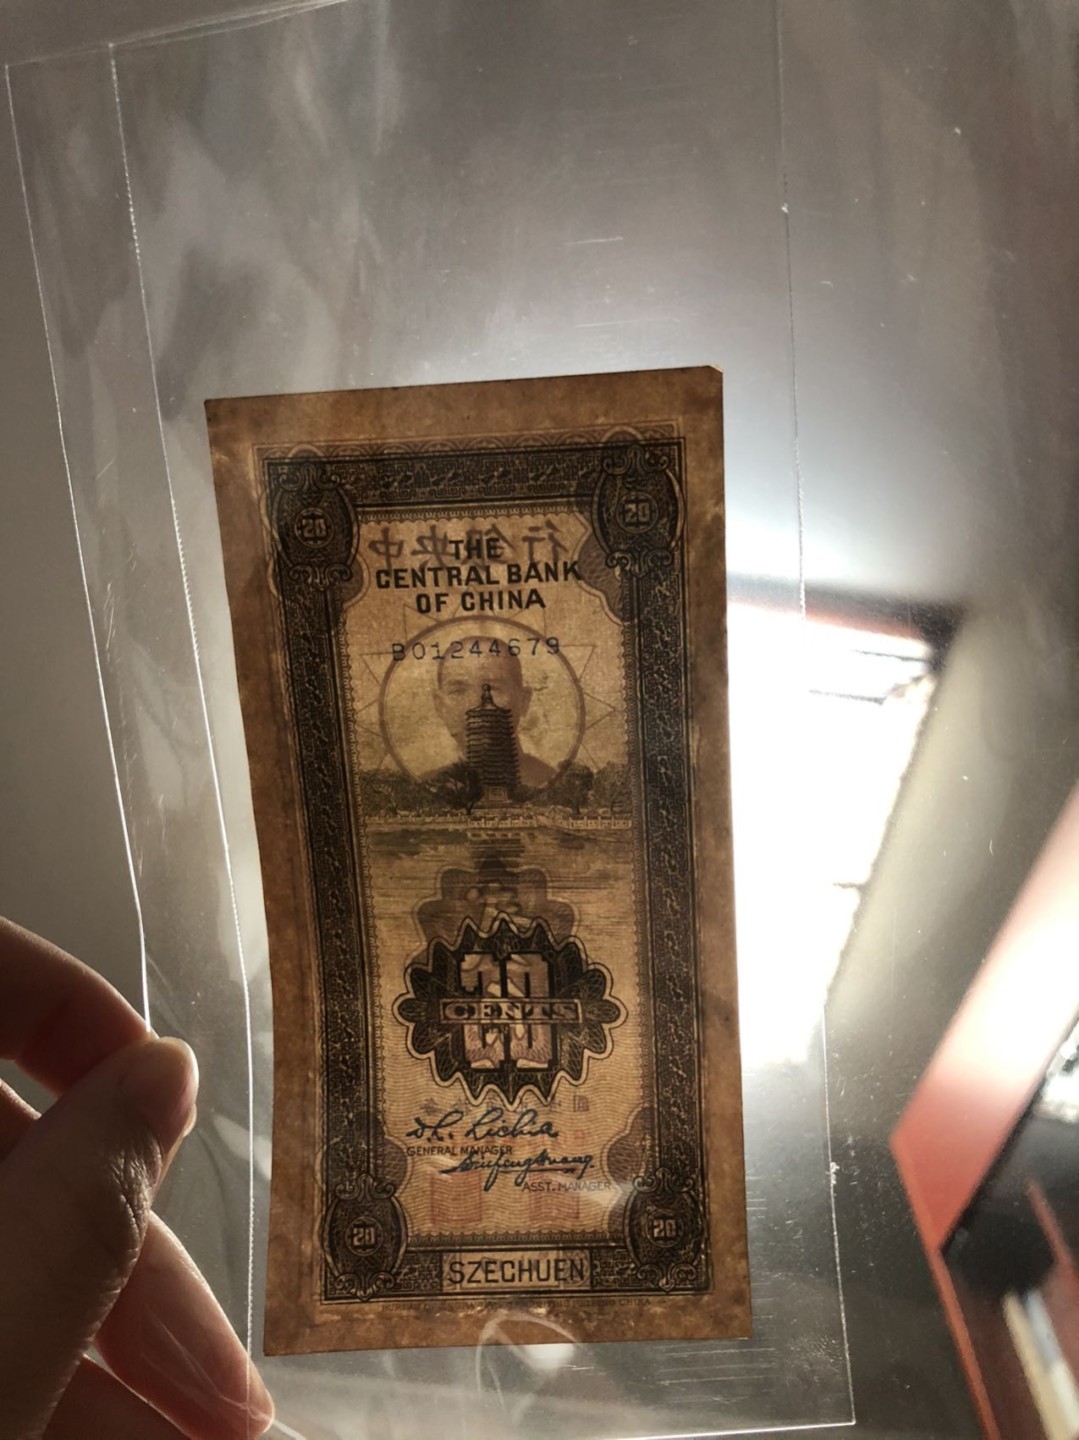 20
20
中央銀行
THE
CENTRAL BANK
OF CHINA
B01244679
20
CENTS
GENERAL MANAGER
ASST. MANAGER
20
20
SZECHUEN